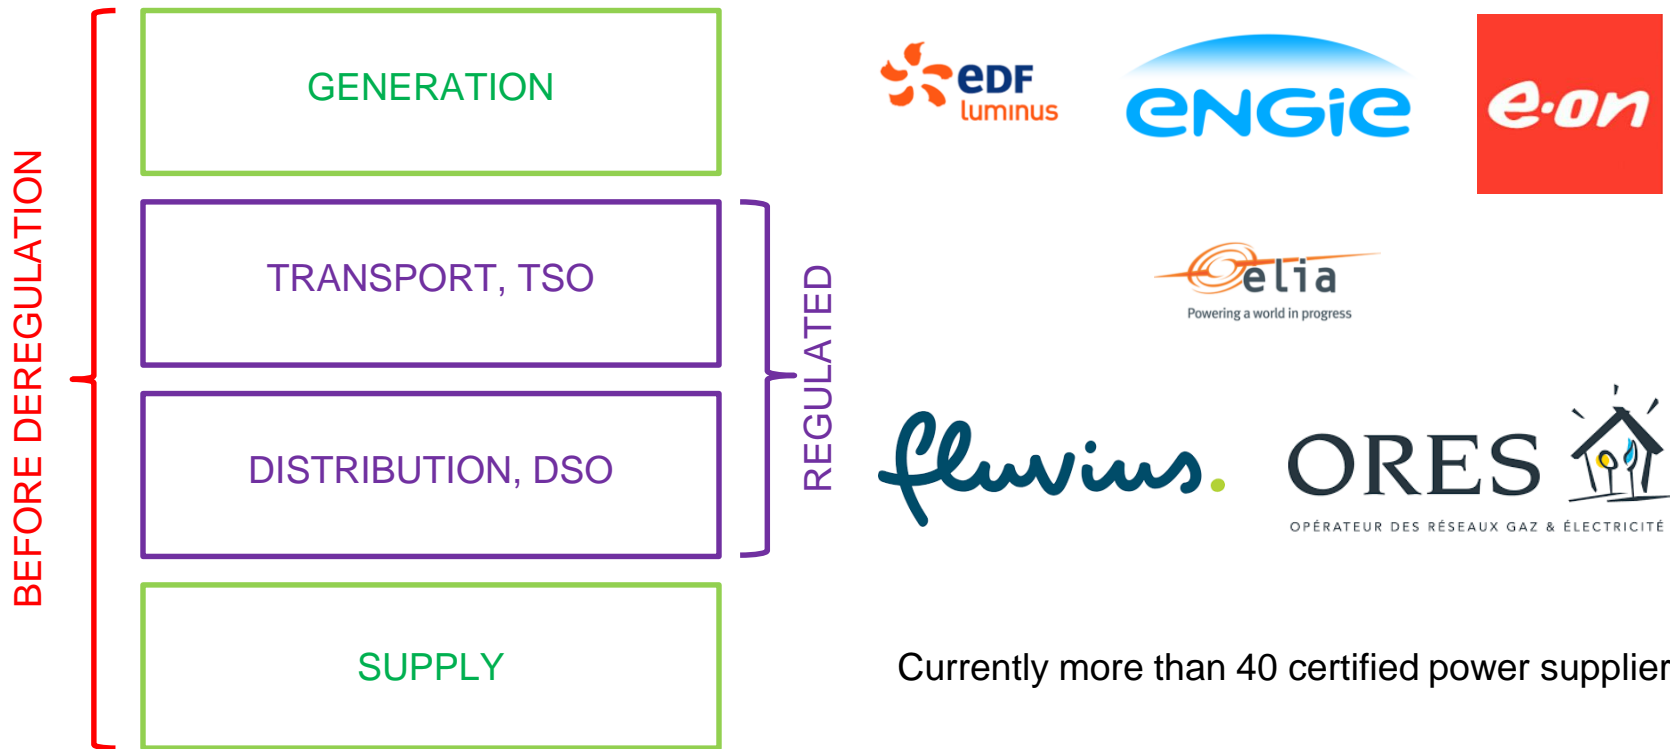 BEFORE DEREGULATION
GENERATION
edf
luminus
engie
e·on
TRANSPORT, TSO
REGULATED
elia
Powering a world in progress
DISTRIBUTION, DSO
fluvius.
ORES
OPÉRATEUR DES RÉSEAUX GAZ & ÉLECTRICITÉ
SUPPLY
Currently more than 40 certified power supplier